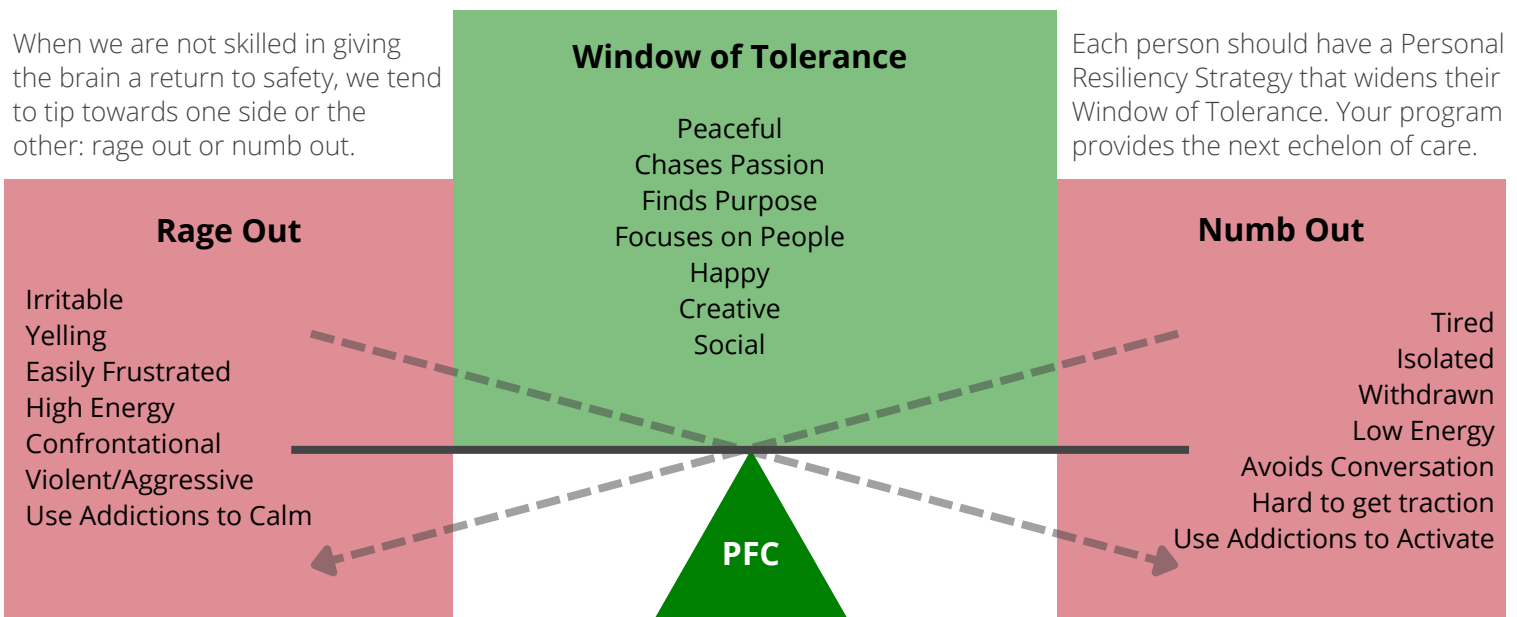 When we are not skilled in giving
the brain a return to safety, we tend
to tip towards one side or the
other: rage out or numb out.
Window of Tolerance
Peaceful
Chases Passion
Finds Purpose
Focuses on People
Happy
Creative
Social
Each person should have a Personal
Resiliency Strategy that widens their
Window of Tolerance. Your program
provides the next echelon of care.
Rage Out
Irritable
Yelling
Easily Frustrated
High Energy
Confrontational
Violent/Aggressive
Use Addictions to Calm
Numb Out
Tired
Isolated
Withdrawn
Low Energy
Avoids Conversation
Hard to get traction
Use Addictions to Activate
PFC